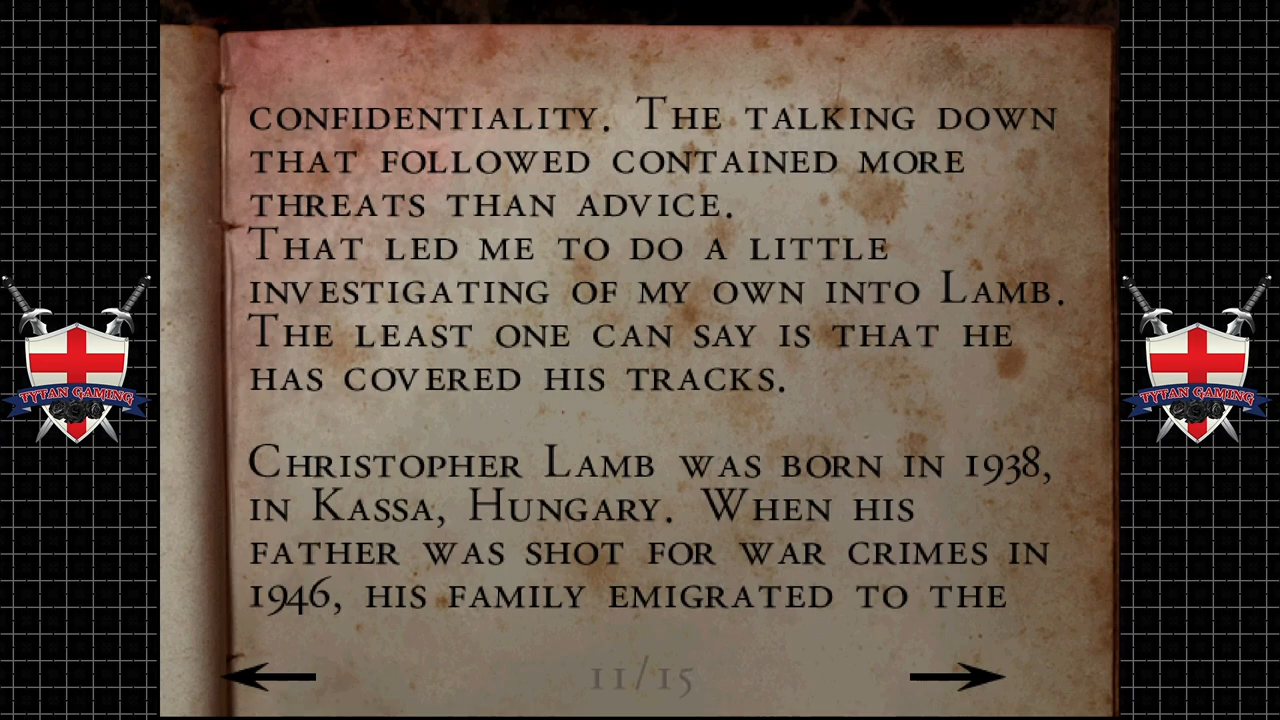 CONFIDENTIALITY. THE TALKING DOWN
THAT FOLLOWED CONTAINED MORE
THREATS THAN ADVICE.
THAT LED ME TO DO A LITTLE
INVESTIGATING OF MY OWN INTO LAMB.
THE LEAST ONE CAN SAY IS THAT HE
HAS COVERED HIS TRACKS.
CHRISTOPHER LAMB WAS BORN IN 1938,
IN KASSA, HUNGARY. WHEN HIS
FATHER WAS SHOT FOR WAR CRIMES IN
1946, HIS FAMILY EMIGRATED TO THE
11/15
TYTAN GAMING
TYTAN GAMING